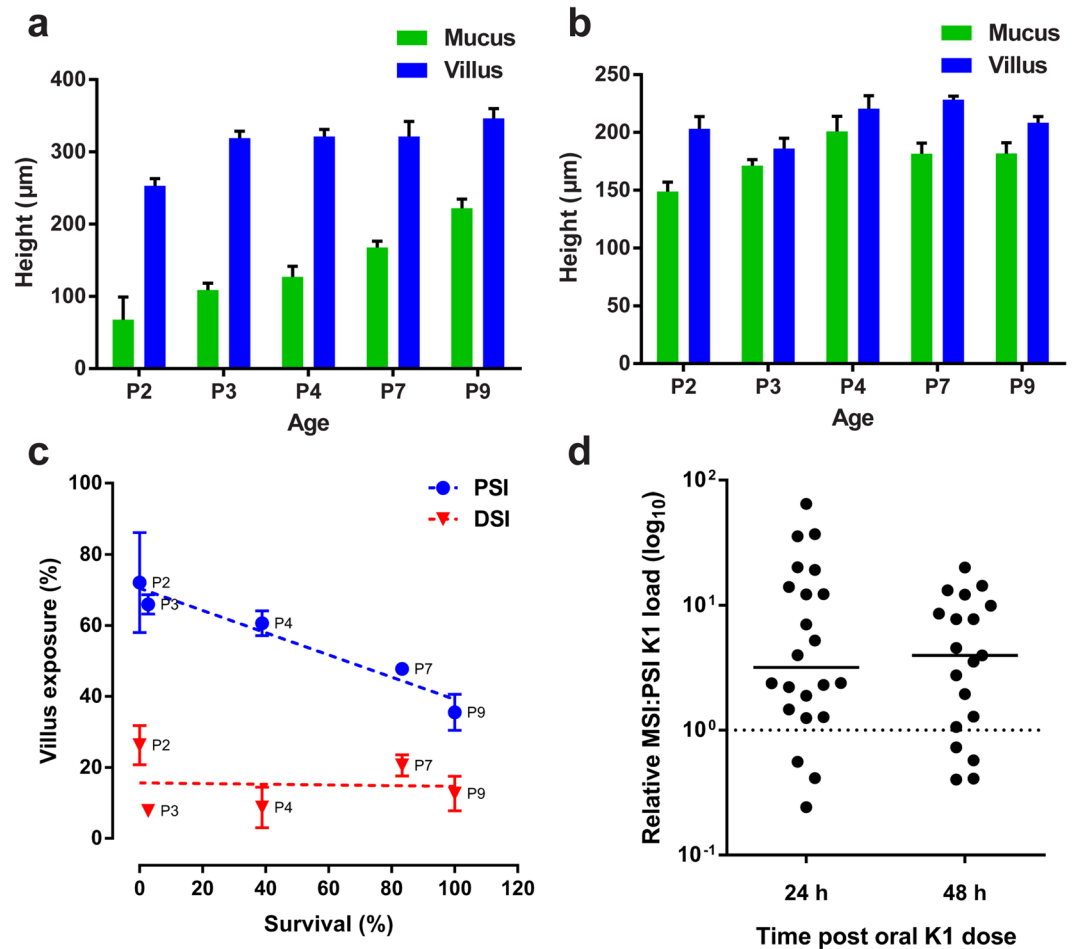 a
Mucus
Villus
Height (µm)
400
300
200
100
0
P2 P3 P4 P7 P9
Age
b
Mucus
Villus
Height (µm)
250
200
150
100
50
0
P2 P3 P4 P7 P9
Age
c
PSI
DSI
Villus exposure (%)
100
80
60
40
20
0
P2
P3
P4
P7
P9
P2
P3
P4
P7
P9
0 20 40 60 80 100 120
Survival (%)
d
Relative MSI:PSI K1 load (log₁₀)
10²
10¹
10⁰
10⁻¹
24 h 48 h
Time post oral K1 dose